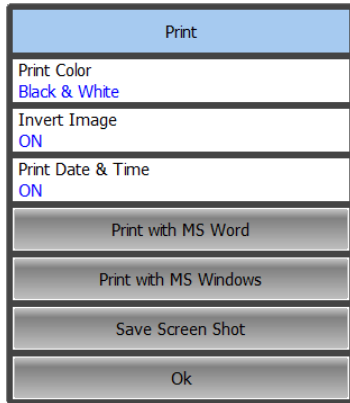 Print
Print Color
Black & White
Invert Image
ON
Print Date & Time
ON
Print with MS Word
Print with MS Windows
Save Screen Shot
Ok